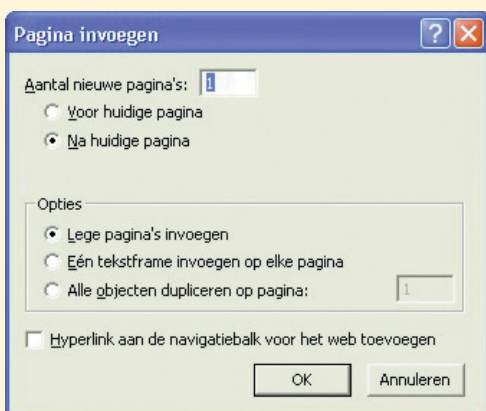 Pagina invoegen
Aantal nieuwe pagina's: 1
Voor huidige pagina
Na huidige pagina
Opties
Lege pagina's invoegen
Eén tekstframe invoegen op elke pagina
Alle objecten dupliceren op pagina: 1
Hyperlink aan de navigatiebalk voor het web toevoegen
OK Annuleren